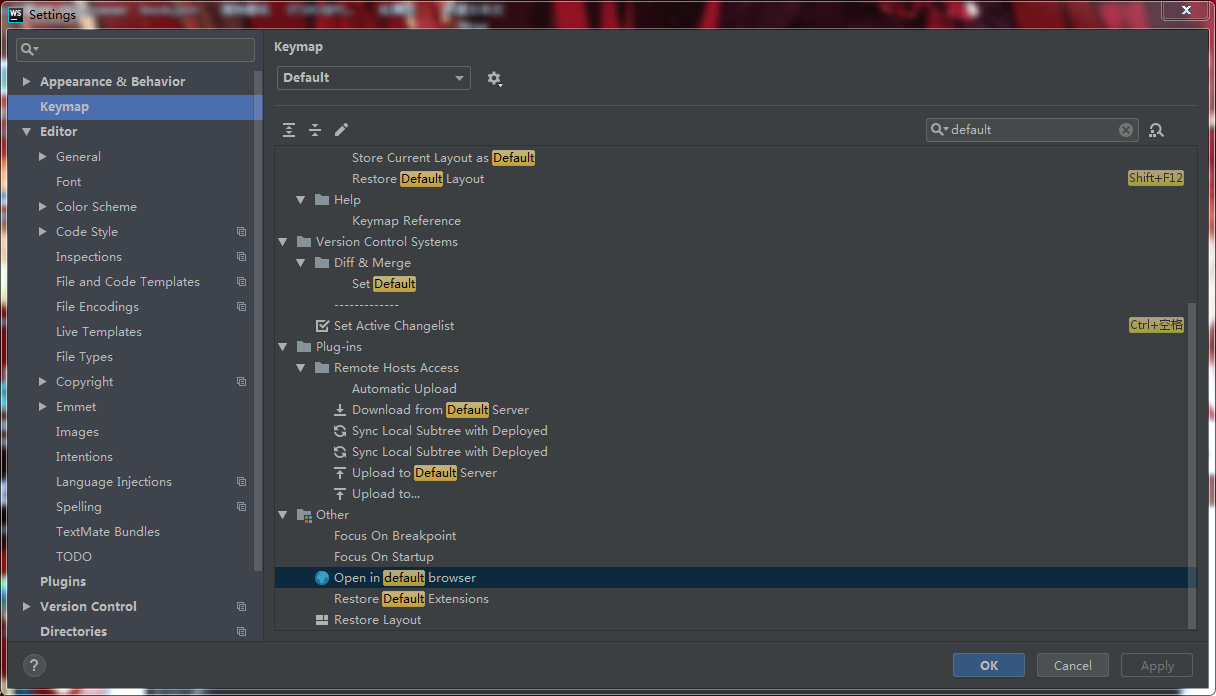 WS Settings
Keymap
Default
Appearance & Behavior
Keymap
Editor
General
Font
Color Scheme
Code Style
Inspections
File and Code Templates
File Encodings
Live Templates
File Types
Copyright
Emmet
Images
Intentions
Language Injections
Spelling
TextMate Bundles
TODO
Plugins
Version Control
Directories
default
Store Current Layout as Default
Restore Default Layout Shift+F12
Help
Keymap Reference
Version Control Systems
Diff & Merge
Set Default
-------------
Set Active Changelist Ctrl+空格
Plug-ins
Remote Hosts Access
Automatic Upload
Download from Default Server
Sync Local Subtree with Deployed
Sync Local Subtree with Deployed
Upload to Default Server
Upload to...
Other
Focus On Breakpoint
Focus On Startup
Open in default browser
Restore Default Extensions
Restore Layout
?
OK Cancel Apply